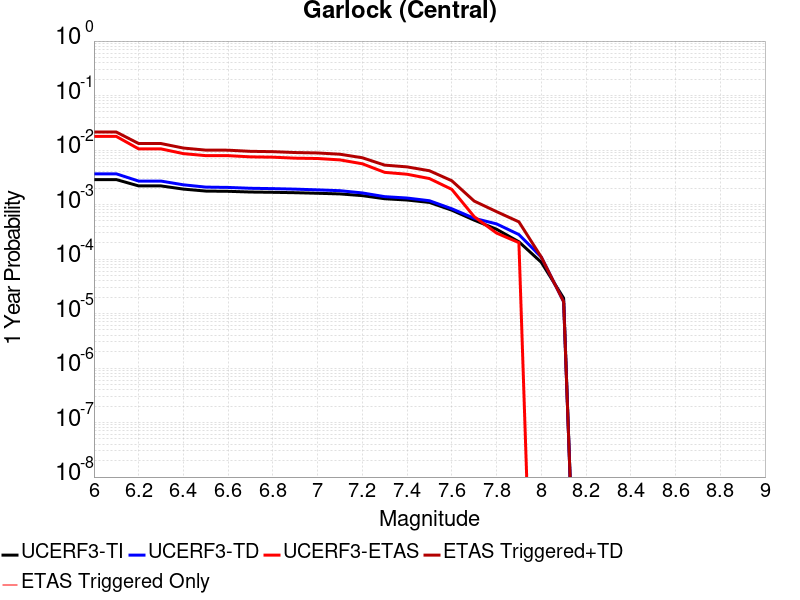 Garlock (Central)
10^0
10^-1
10^-2
10^-3
10^-4
10^-5
10^-6
10^-7
10^-8
1 Year Probability
6 6.2 6.4 6.6 6.8 7 7.2 7.4 7.6 7.8 8 8.2 8.4 8.6 8.8 9
Magnitude
UCERF3-TI UCERF3-TD UCERF3-ETAS ETAS Triggered+TD
ETAS Triggered Only